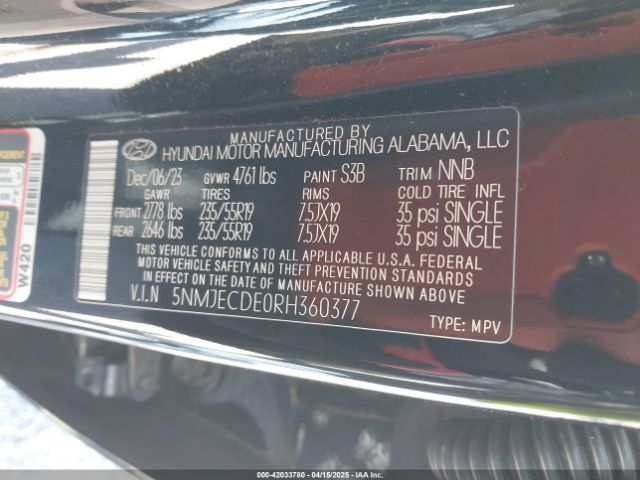 MANUFACTURED BY
HYUNDAI MOTOR MANUFACTURING ALABAMA, LLC
Dec/06/23 GVWR 4761 lbs PAINT S3B TRIM NNB
GAWR TIRES RIMS COLD TIRE INFL
FRONT 2778 lbs 235/55R19 7.5JX19 35 psi SINGLE
REAR 2646 lbs 235/55R19 7.5JX19 35 psi SINGLE
THIS VEHICLE CONFORMS TO ALL APPLICABLE U.S.A. FEDERAL
MOTOR VEHICLE SAFETY AND THEFT PREVENTION STANDARDS
IN EFFECT ON THE DATE OF MANUFACTURE SHOWN ABOVE.
V.I.N 5NMJECDE0RH360377
TYPE: MPV
W420
000-42033780 - 04/15/2025 - IAA Inc.